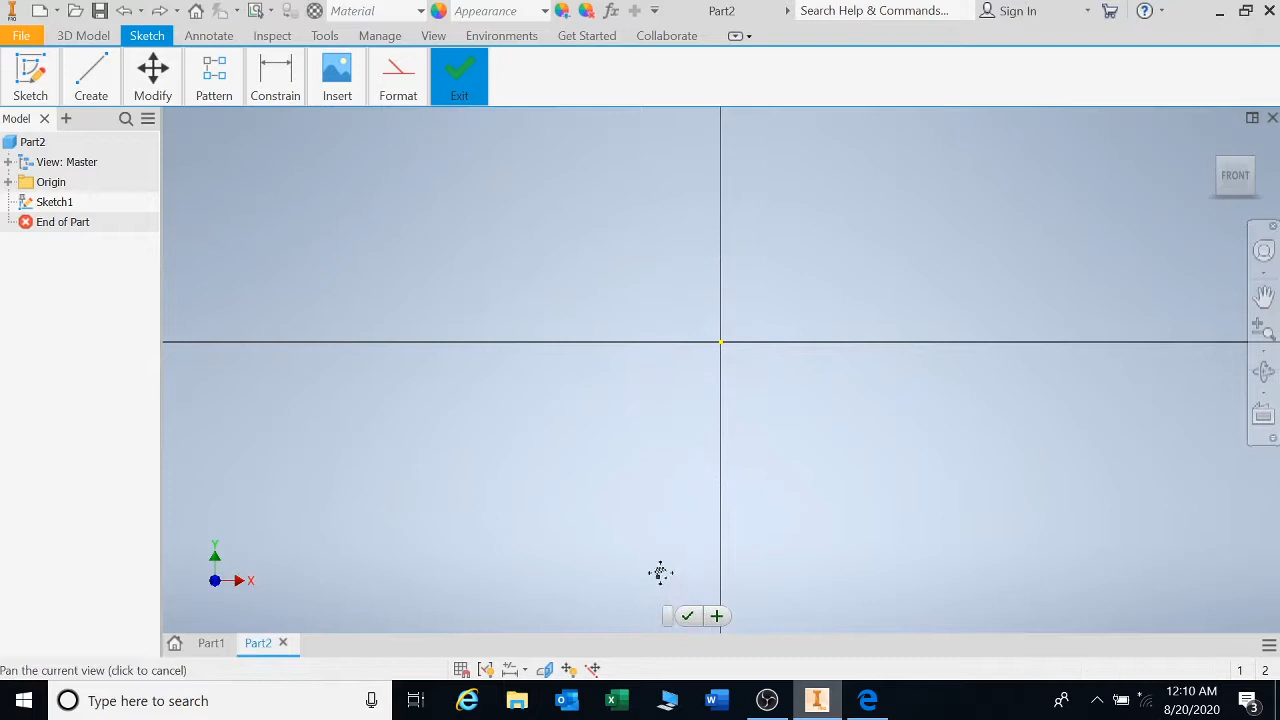 PRO
Material
Appearance
fx
Part2
Search Help & Commands...
Sign In
File
3D Model
Sketch
Annotate
Inspect
Tools
Manage
View
Environments
Get Started
Collaborate
Sketch
Create
Modify
Pattern
Constrain
Insert
Format
Exit
Model
Part2
View: Master
Origin
Sketch1
End of Part
FRONT
Y
X
Part1
Part2
Pan the current view (click to cancel)
1
2
Type here to search
12:10 AM
8/20/2020
3